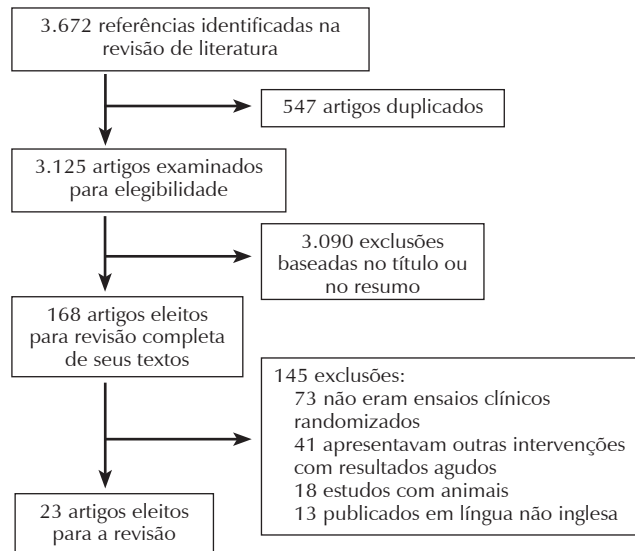 3.672 referências identificadas na
revisão de literatura
547 artigos duplicados
3.125 artigos examinados
para elegibilidade
3.090 exclusões
baseadas no título ou
no resumo
168 artigos eleitos
para revisão completa
de seus textos
145 exclusões:
73 não eram ensaios clínicos
randomizados
41 apresentavam outras intervenções
com resultados agudos
18 estudos com animais
13 publicados em língua não inglesa
23 artigos eleitos
para a revisão